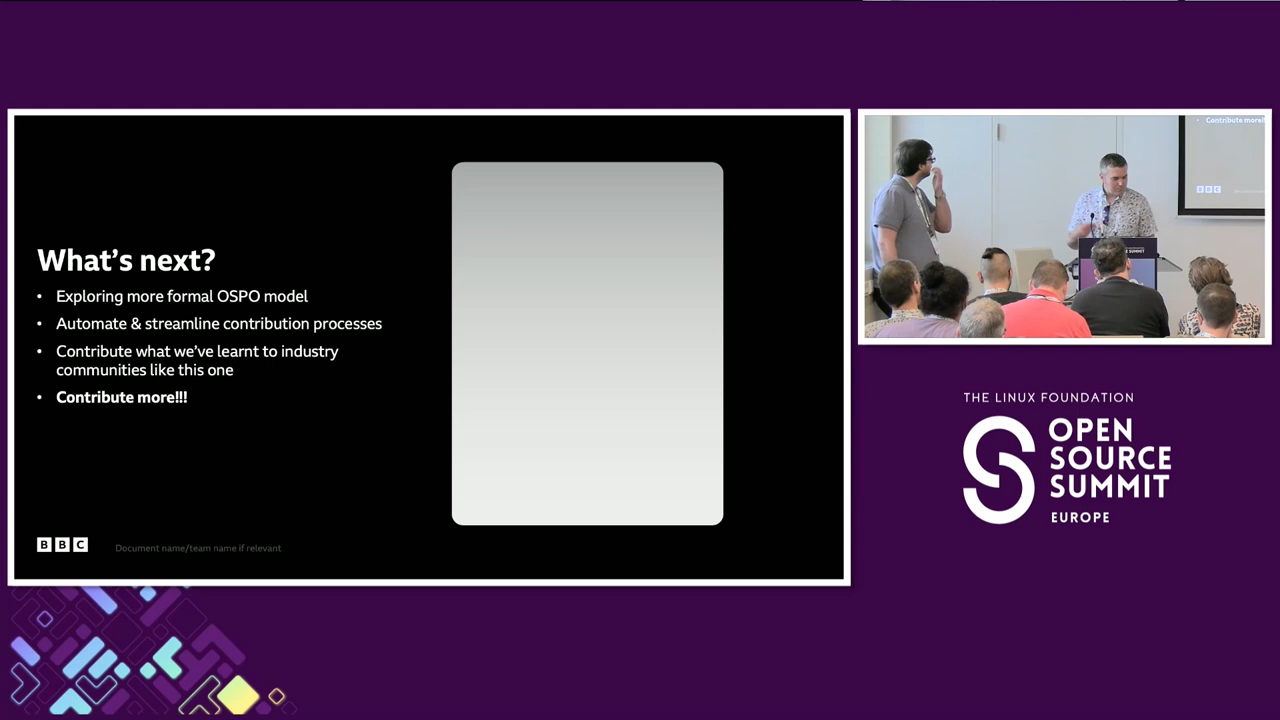 What's next?
• Exploring more formal OSPO model
• Automate & streamline contribution processes
• Contribute what we've learnt to industry
communities like this one
• Contribute more!!!
BBC
Document name/team name if relevant
Contribute more!!
BBC
SUMMIT
THE LINUX FOUNDATION
OPEN
SOURCE
SUMMIT
EUROPE